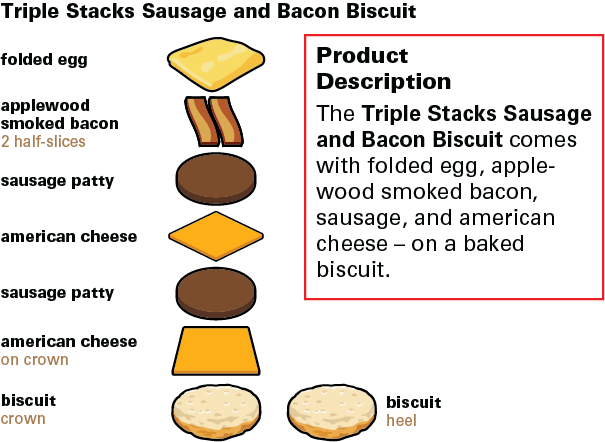 Triple Stacks Sausage and Bacon Biscuit
folded egg
applewood
smoked bacon
2 half-slices
sausage patty
american cheese
sausage patty
american cheese
on crown
biscuit
crown
biscuit
heel
Product
Description
The Triple Stacks Sausage
and Bacon Biscuit comes
with folded egg, apple-
wood smoked bacon,
sausage, and american
cheese – on a baked
biscuit.